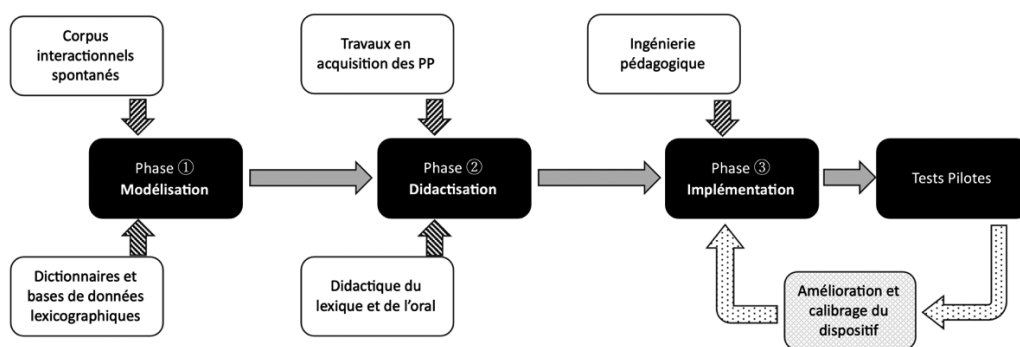 Corpus
interactionnels
spontanés
Travaux en
acquisition des PP
Ingénierie
pédagogique
Phase ①
Modélisation
Phase ②
Didactisation
Phase ③
Implémentation
Tests Pilotes
Dictionnaires et
bases de données
lexicographiques
Didactique du
lexique et de l’oral
Amélioration et
calibrage du
dispositif